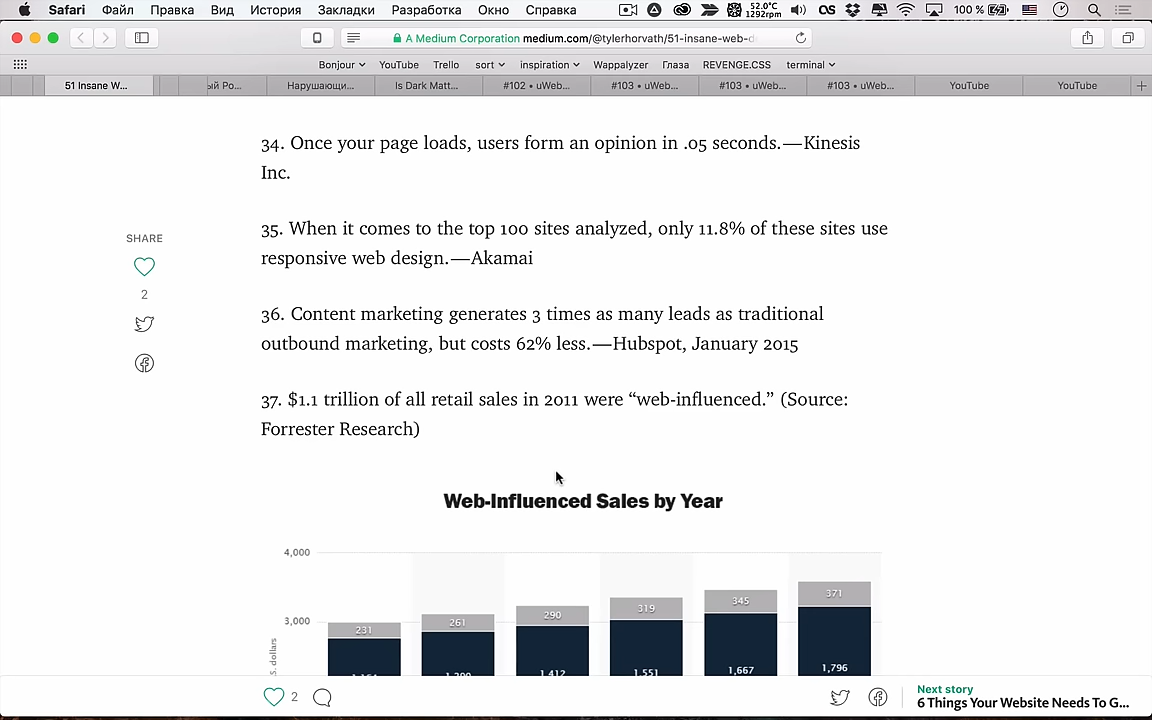 Safari Файл Правка Вид История Закладки Разработка Окно Справка 52.0°C 1292rpm 100 %
A Medium Corporation medium.com/@tylerhorvath/51-insane-web-d
Bonjour YouTube Trello sort inspiration Wappalyzer Глаза REVENGE.CSS terminal
51 Insane W... ый Ро... Нарушающи... Is Dark Matt... #102 • uWeb... #103 • uWeb... #103 • uWeb... #103 • uWeb... YouTube YouTube
34. Once your page loads, users form an opinion in .05 seconds.—Kinesis
Inc.
35. When it comes to the top 100 sites analyzed, only 11.8% of these sites use
responsive web design.—Akamai
SHARE
2
36. Content marketing generates 3 times as many leads as traditional
outbound marketing, but costs 62% less.—Hubspot, January 2015
37. $1.1 trillion of all retail sales in 2011 were “web-influenced.” (Source:
Forrester Research)
Web-Influenced Sales by Year
4,000
3,000
231 261 290 319 345 371
1,412 1,551 1,667 1,796
2
Next story
6 Things Your Website Needs To G...